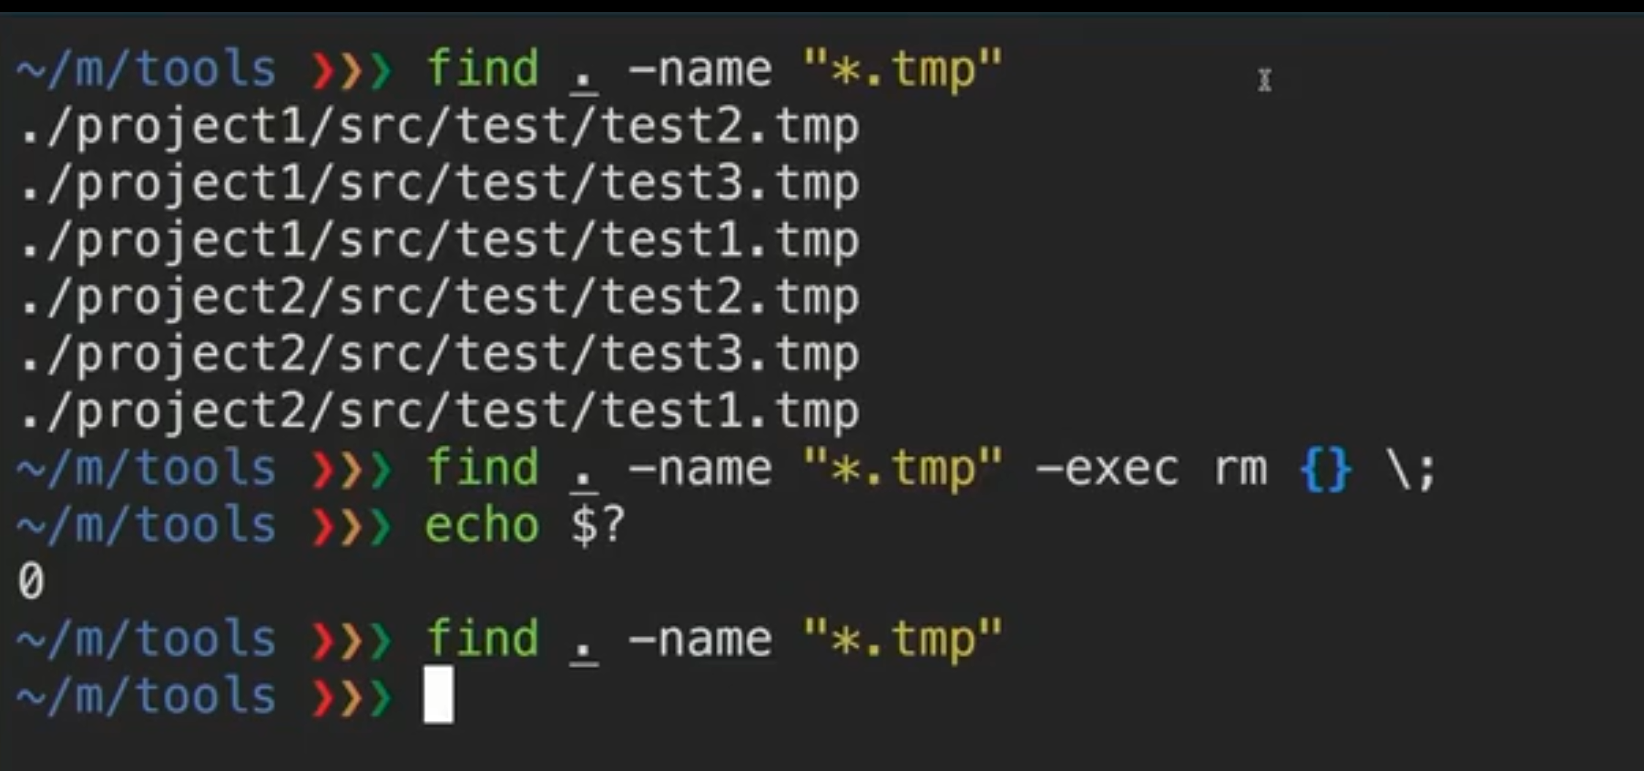 ~/m/tools ❯❯❯ find . -name "*.tmp"
./project1/src/test/test2.tmp
./project1/src/test/test3.tmp
./project1/src/test/test1.tmp
./project2/src/test/test2.tmp
./project2/src/test/test3.tmp
./project2/src/test/test1.tmp
~/m/tools ❯❯❯ find . -name "*.tmp" -exec rm {} \;
~/m/tools ❯❯❯ echo $?
0
~/m/tools ❯❯❯ find . -name "*.tmp"
~/m/tools ❯❯❯